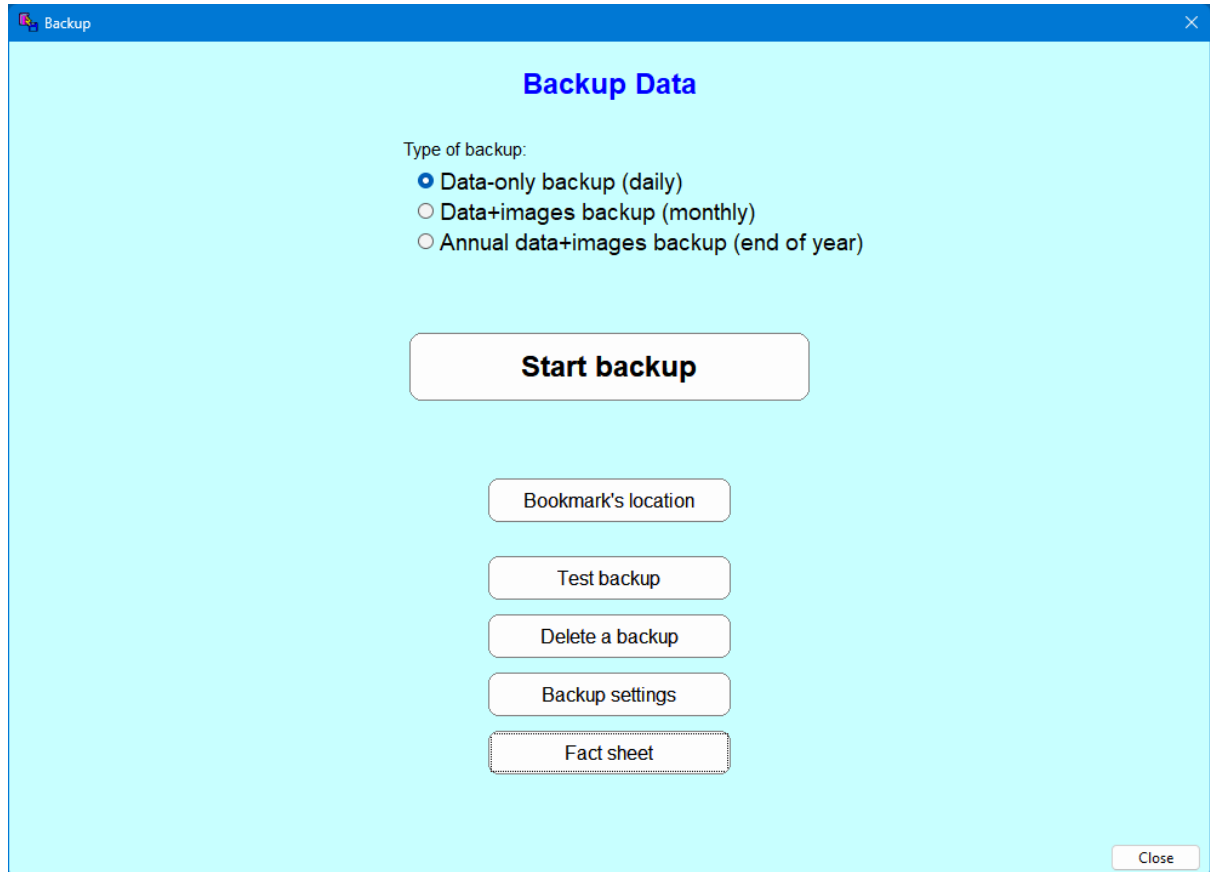 Backup
Backup Data
Type of backup:
Data-only backup (daily)
Data+images backup (monthly)
Annual data+images backup (end of year)
Start backup
Bookmark's location
Test backup
Delete a backup
Backup settings
Fact sheet
Close